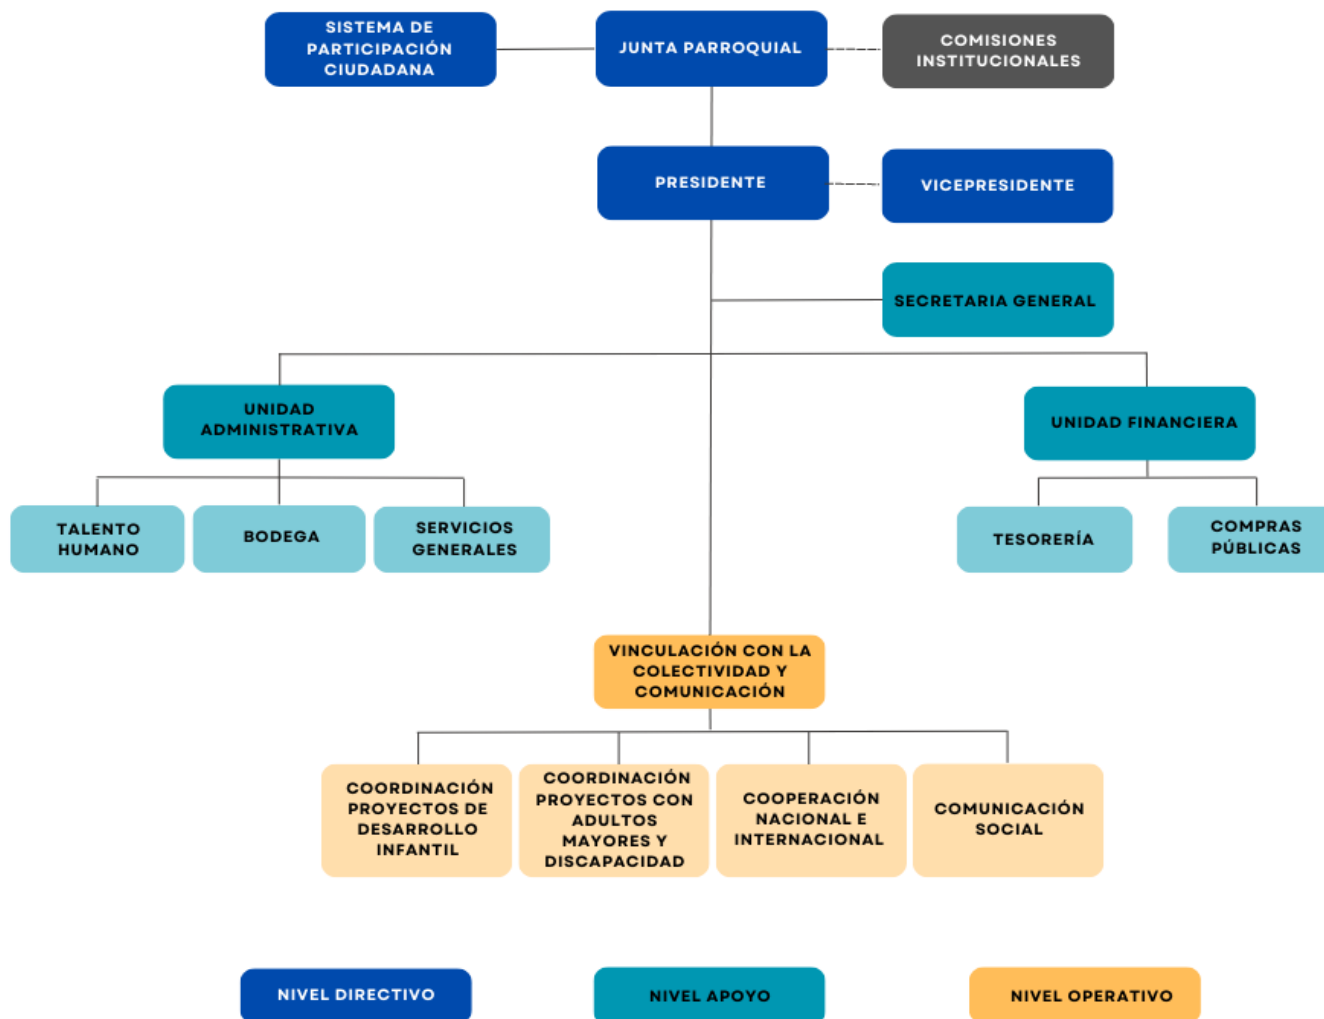 SISTEMA DE
PARTICIPACIÓN
CIUDADANA
JUNTA PARROQUIAL
COMISIONES
INSTITUCIONALES
PRESIDENTE
VICEPRESIDENTE
SECRETARIA GENERAL
UNIDAD
ADMINISTRATIVA
UNIDAD FINANCIERA
TALENTO
HUMANO
BODEGA
SERVICIOS
GENERALES
TESORERÍA
COMPRAS
PÚBLICAS
VINCULACIÓN CON LA
COLECTIVIDAD Y
COMUNICACIÓN
COORDINACIÓN
PROYECTOS DE
DESARROLLO
INFANTIL
COORDINACIÓN
PROYECTOS CON
ADULTOS
MAYORES Y
DISCAPACIDAD
COOPERACIÓN
NACIONAL E
INTERNACIONAL
COMUNICACIÓN
SOCIAL
NIVEL DIRECTIVO
NIVEL APOYO
NIVEL OPERATIVO